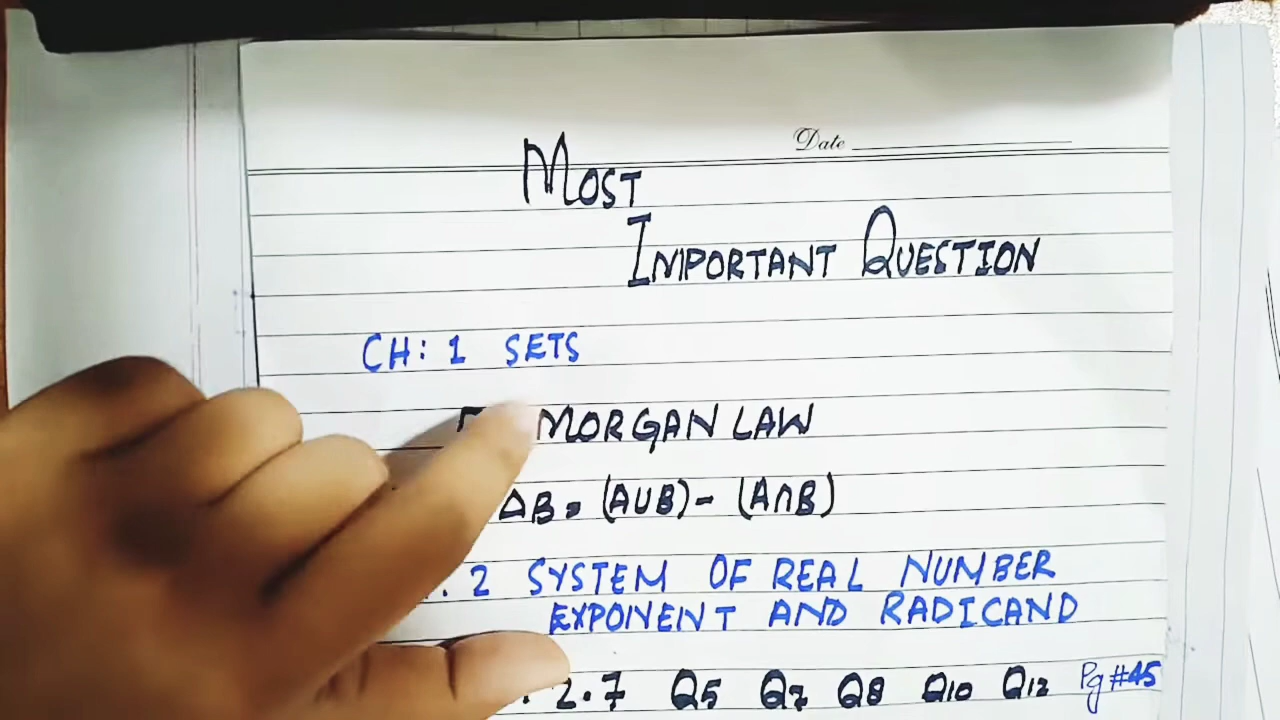 Date
MOST
IMPORTANT QUESTION
CH: 1 SETS
MORGAN LAW
ΔB = (AUB) - (A∩B)
. 2 SYSTEM OF REAL NUMBER
EXPONENT AND RADICAND
. 2.7 Q5 Q7 Q8 Q10 Q12 Pg #45